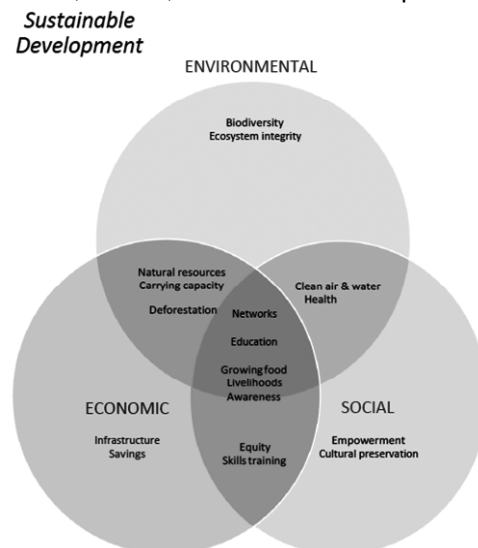 Sustainable
Development
ENVIRONMENTAL
Biodiversity
Ecosystem integrity
Natural resources
Carrying capacity
Deforestation
Clean air & water
Health
Networks
Education
Growing food
Livelihoods
Awareness
ECONOMIC
Infrastructure
Savings
SOCIAL
Empowerment
Cultural preservation
Equity
Skills training